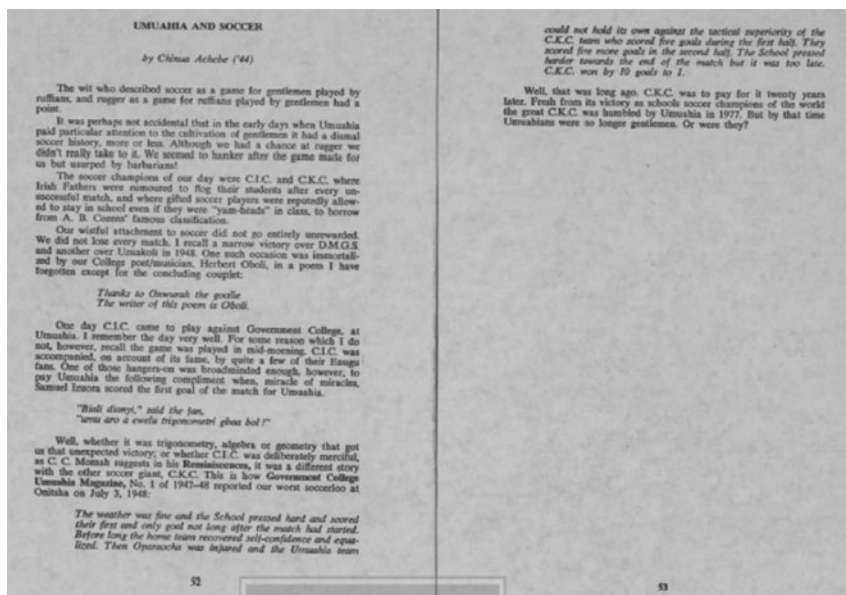 UMUAHIA AND SOCCER
by Chinua Achebe ('44)
The wit who described soccer as a game for gentlemen played by
ruffians, and rugger as a game for ruffians played by gentlemen had a
point.
It was perhaps not accidental that in the early days when Umuahia
paid particular attention to the cultivation of gentlemen it had a dismal
soccer history, more or less. Although we had a chance at rugger we
didn't really take to it. We seemed to hanker after the game made for
us but usurped by barbarians!
The soccer champions of our day were C.I.C. and C.K.C. where
Irish Fathers were rumoured to flog their students after every un-
successful match, and where gifted soccer players were reputedly allow-
ed to stay in school even if they were "yam-heads" in class, to borrow
from A. B. Cozens' famous classification.
Our wistful attachment to soccer did not go entirely unrewarded.
We did not lose every match. I recall a narrow victory over D.M.G.S.
and another over Uzuakoli in 1948. One such occasion was immortali-
zed by our College poet/musician, Herbert Oboli, in a poem I have
forgotten except for the concluding couplet:
Thanks to Onwurah the goalie
The writer of this poem is Oboli.
One day C.I.C. came to play against Government College, at
Umuahia. I remember the day very well. For some reason which I do
not, however, recall the game was played in mid-morning. C.I.C. was
accompanied, on account of its fame, by quite a few of their Enugu
fans. One of those hangers-on was broadminded enough, however, to
pay Umuahia the following compliment when, miracle of miracles,
Samuel Izuora scored the first goal of the match for Umuahia.
said the fan,
"umu aro a ewelu trigonometri gbaa bol!"
Well, whether it was trigonometry, algebra or geometry that got
us that unexpected victory; or whether C.I.C. was deliberately merciful,
as C. C. Momah suggests in his Reminiscences, it was a different story
with the other soccer giant, C.K.C. This is how Government College
Umuahia Magazine, No. 1 of 1947-48 reported our worst soccerloo at
Onitsha on July 3, 1948:
The weather was fine and the School pressed hard and scored
their first and only goal not long after the match had started.
Before long the home team recovered self-confidence and equa-
lized. Then Oparaocha was injured and the Umuahia team
52
could not hold its own against the tactical superiority of the
C.K.C. team who scored five goals during the first half. They
scored five more goals in the second half. The School pressed
harder towards the end of the match but it was too late.
C.K.C. won by 10 goals to 1.
Well, that was long ago. C.K.C. was to pay for it twenty years
later. Fresh from its victory as schools soccer champions of the world
the great C.K.C. was humbled by Umuahia in 1977. But by that time
Umuahians were so longer gentlemen. Or were they?
53